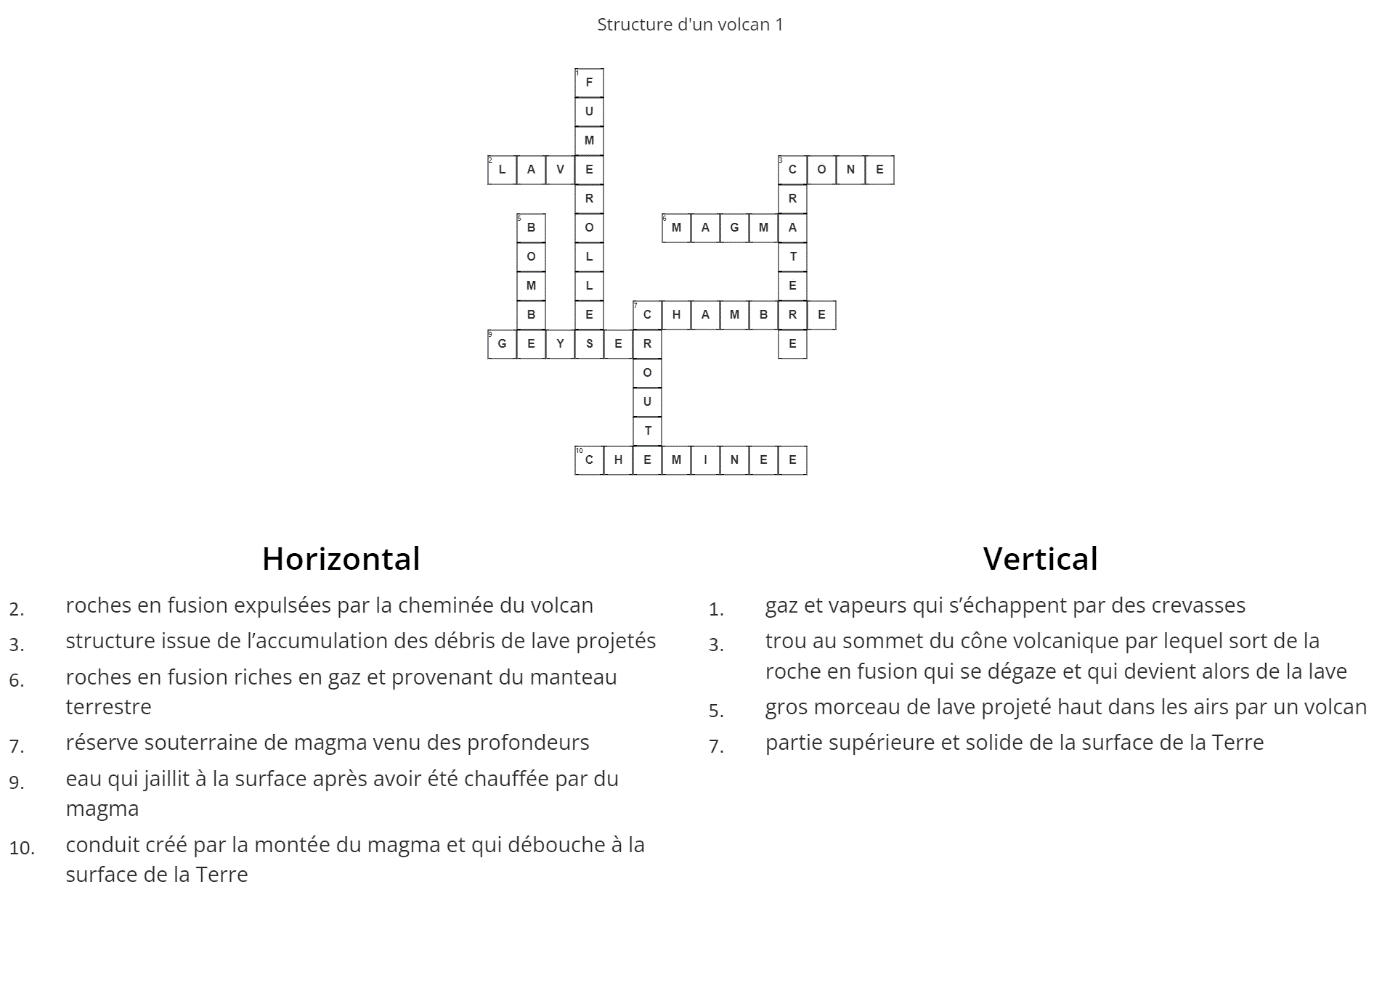 Structure d'un volcan 1
1
F
U
M
2 L A V E 3 C O N E
R R
5 B O 6 M A G M A
O L T
M L E
B E 7 C H A M B R E
9 G E Y S E R E
O
U
T
10 C H E M I N E E
Horizontal
2. roches en fusion expulsées par la cheminée du volcan
3. structure issue de l’accumulation des débris de lave projetés
6. roches en fusion riches en gaz et provenant du manteau
terrestre
7. réserve souterraine de magma venu des profondeurs
9. eau qui jaillit à la surface après avoir été chauffée par du
magma
10. conduit créé par la montée du magma et qui débouche à la
surface de la Terre
Vertical
1. gaz et vapeurs qui s’échappent par des crevasses
3. trou au sommet du cône volcanique par lequel sort de la
roche en fusion qui se dégaze et qui devient alors de la lave
5. gros morceau de lave projeté haut dans les airs par un volcan
7. partie supérieure et solide de la surface de la Terre